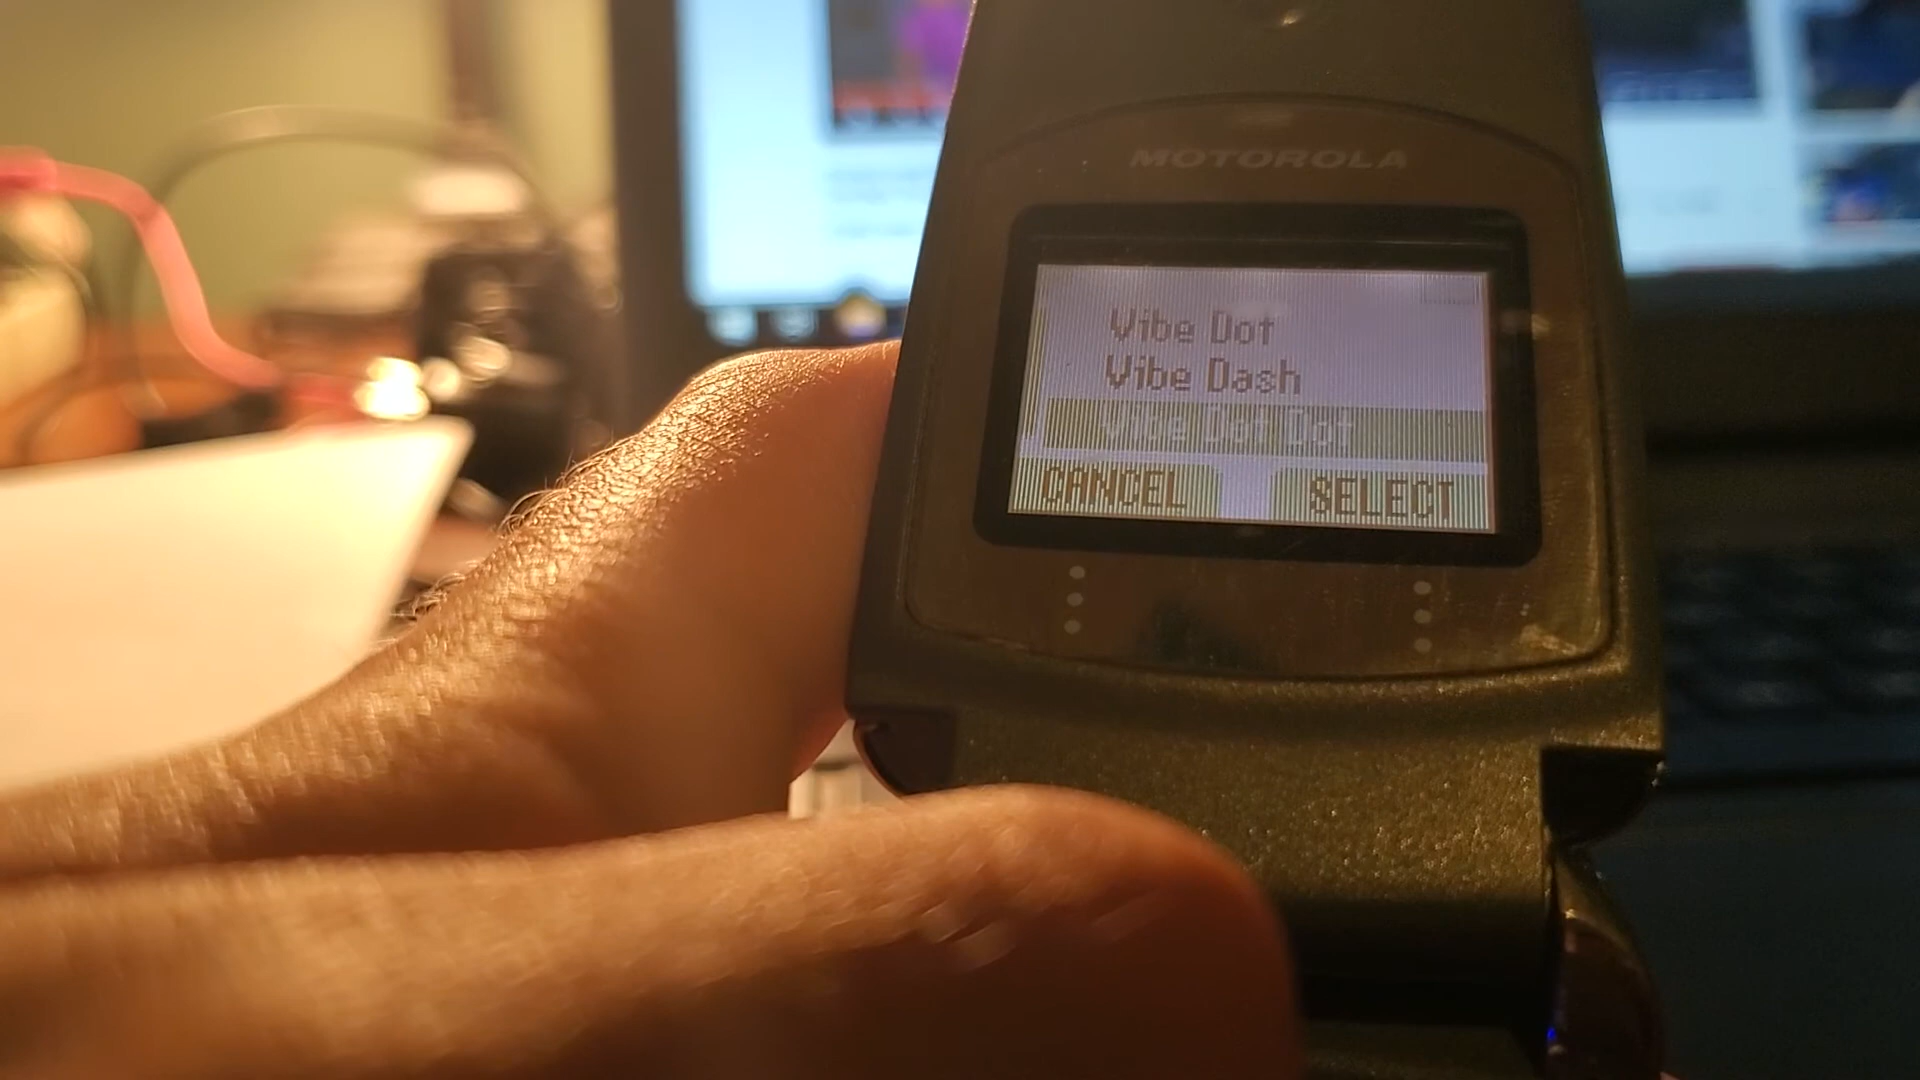 MOTOROLA
Vibe Dot
Vibe Dash
Vibe Dot Dot
CANCEL
SELECT